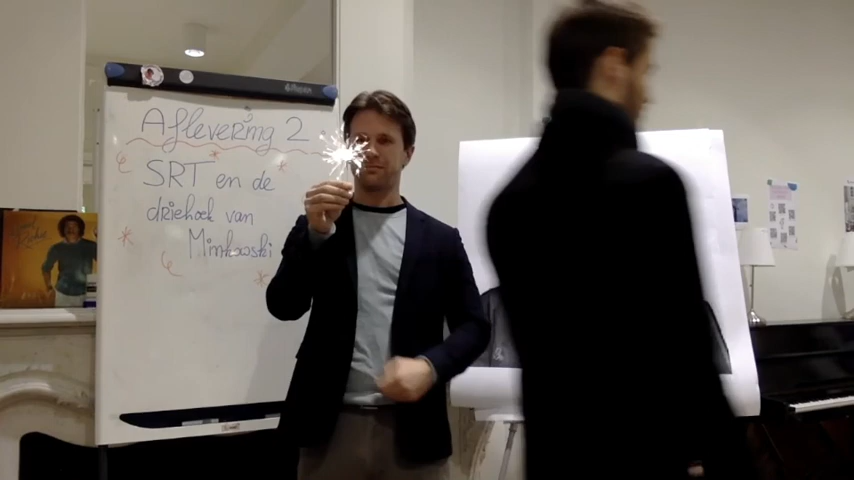 Aflevering 2
SRT en de
driehoek van
Minkowski
&